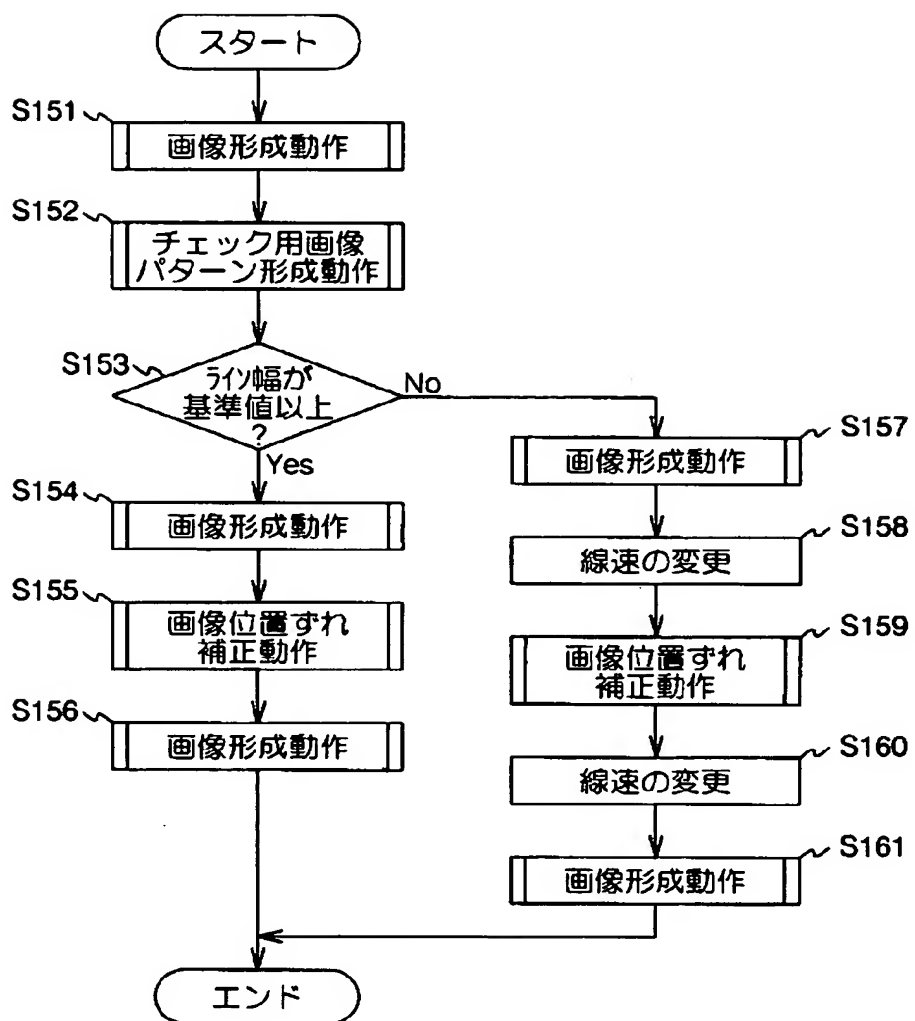 スタート
S151
画像形成動作
S152
チェック用画像
パターン形成動作
S153
ライン幅が
基準値以上
?
No
Yes
S154
画像形成動作
S155
画像位置ずれ
補正動作
S156
画像形成動作
S157
画像形成動作
S158
線速の変更
S159
画像位置ずれ
補正動作
S160
線速の変更
S161
画像形成動作
エンド